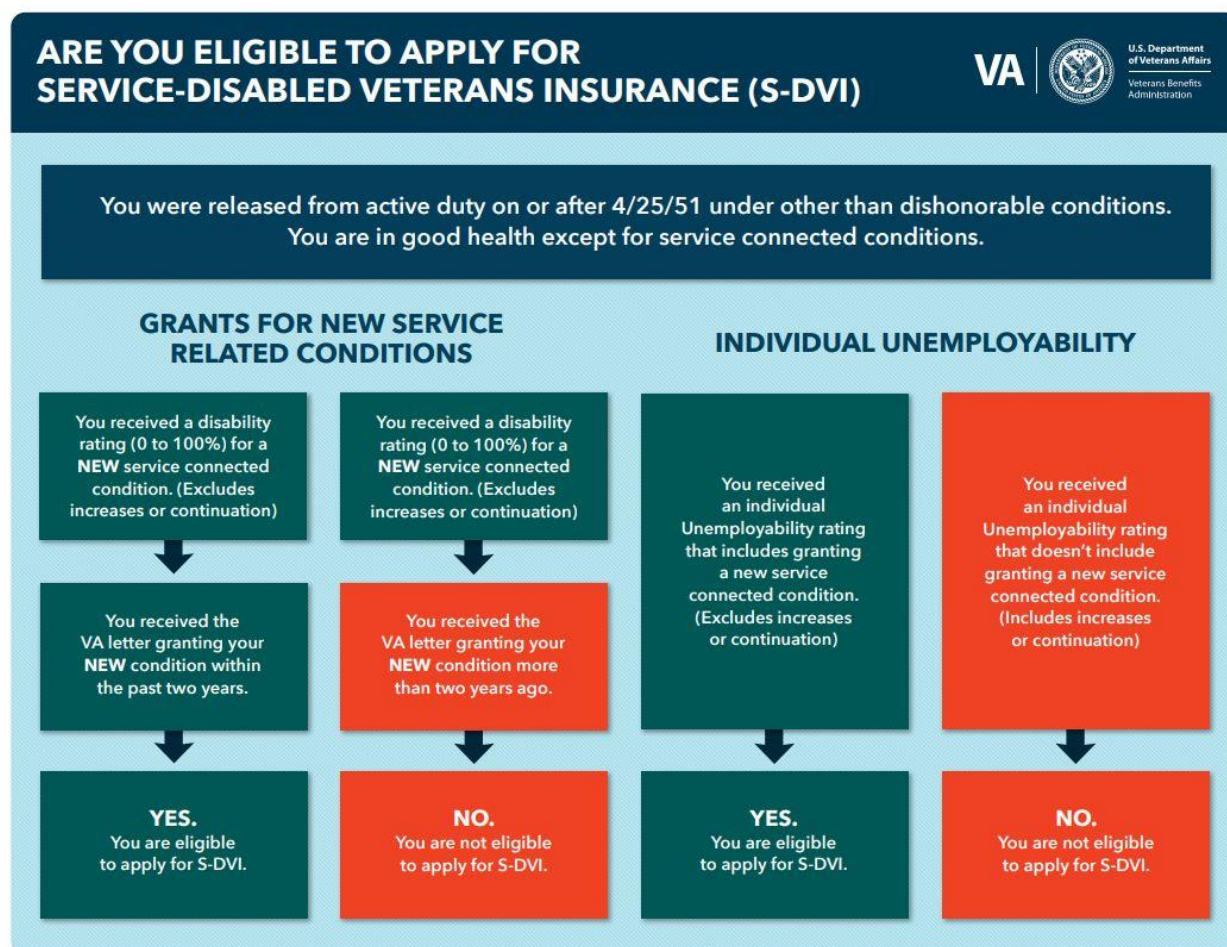 ARE YOU ELIGIBLE TO APPLY FOR
SERVICE-DISABLED VETERANS INSURANCE (S-DVI)
VA
U.S. Department
of Veterans Affairs
Veterans Benefits
Administration
You were released from active duty on or after 4/25/51 under other than dishonorable conditions.
You are in good health except for service connected conditions.
GRANTS FOR NEW SERVICE
RELATED CONDITIONS
You received a disability
rating (0 to 100%) for a
NEW service connected
condition. (Excludes
increases or continuation)
You received the
VA letter granting your
NEW condition within
the past two years.
YES.
You are eligible
to apply for S-DVI.
You received a disability
rating (0 to 100%) for a
NEW service connected
condition. (Excludes
increases or continuation)
You received the
VA letter granting your
NEW condition more
than two years ago.
NO.
You are not eligible
to apply for S-DVI.
INDIVIDUAL UNEMPLOYABILITY
You received
an individual
Unemployability rating
that includes granting
a new service
connected condition.
(Excludes increases
or continuation)
YES.
You are eligible
to apply for S-DVI.
You received
an individual
Unemployability rating
that doesn't include
granting a new service
connected condition.
(Includes increases
or continuation)
NO.
You are not eligible
to apply for S-DVI.